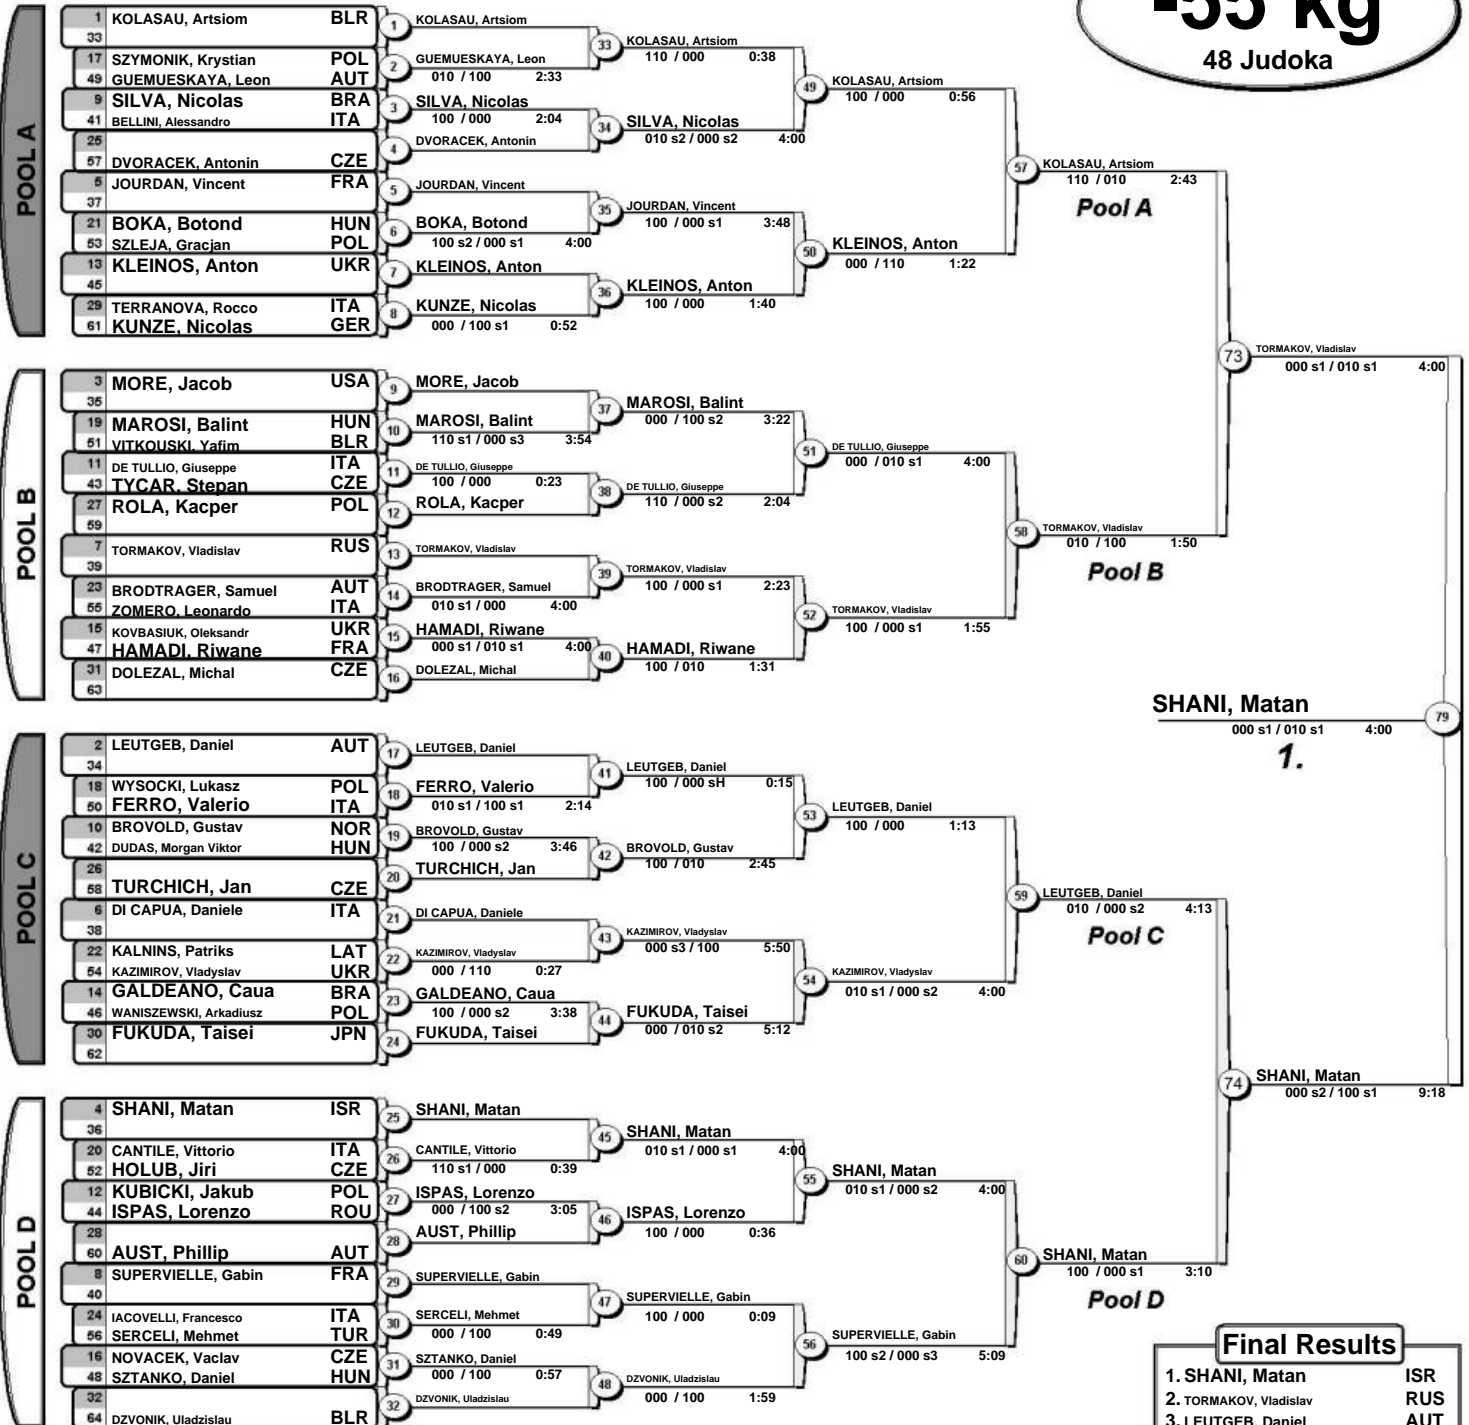 -55 kg
48 Judoka
POOL A
1 KOLASAU, Artsiom BLR
33
17 SZYMONIK, Krystian POL
49 GUEMUESKAYA, Leon AUT
9 SILVA, Nicolas BRA
41 BELLINI, Alessandro ITA
25
57 DVORACEK, Antonin CZE
5 JOURDAN, Vincent FRA
37
21 BOKA, Botond HUN
53 SZLEJA, Gracjan POL
13 KLEINOS, Anton UKR
45
29 TERRANOVA, Rocco ITA
61 KUNZE, Nicolas GER
1 KOLASAU, Artsiom
2 GUEMUESKAYA, Leon
010 / 100 2:33
3 SILVA, Nicolas
100 / 000 2:04
4 DVORACEK, Antonin
5 JOURDAN, Vincent
6 BOKA, Botond
100 s2 / 000 s1 4:00
7 KLEINOS, Anton
8 KUNZE, Nicolas
000 / 100 s1 0:52
33 KOLASAU, Artsiom
110 / 000 0:38
34 SILVA, Nicolas
010 s2 / 000 s2 4:00
35 JOURDAN, Vincent
100 / 000 s1 3:48
36 KLEINOS, Anton
100 / 000 1:40
49 KOLASAU, Artsiom
100 / 000 0:56
50 KLEINOS, Anton
000 / 110 1:22
57 KOLASAU, Artsiom
110 / 010 2:43
Pool A
POOL B
3 MORE, Jacob USA
35
19 MAROSI, Balint HUN
51 VITKOUSKI, Yafim BLR
11 DE TULLIO, Giuseppe ITA
43 TYCAR, Stepan CZE
27 ROLA, Kacper POL
59
7 TORMAKOV, Vladislav RUS
39
23 BRODTRAGER, Samuel AUT
55 ZOMERO, Leonardo ITA
15 KOVBASIUK, Oleksandr UKR
47 HAMADI, Riwane FRA
31 DOLEZAL, Michal CZE
63
9 MORE, Jacob
10 MAROSI, Balint
110 s1 / 000 s3 3:54
11 DE TULLIO, Giuseppe
100 / 000 0:23
12 ROLA, Kacper
13 TORMAKOV, Vladislav
14 BRODTRAGER, Samuel
010 s1 / 000 4:00
15 HAMADI, Riwane
000 s1 / 010 s1 4:00
16 DOLEZAL, Michal
37 MAROSI, Balint
000 / 100 s2 3:22
38 DE TULLIO, Giuseppe
110 / 000 s2 2:04
39 TORMAKOV, Vladislav
100 / 000 s1 2:23
40 HAMADI, Riwane
100 / 010 1:31
51 DE TULLIO, Giuseppe
000 / 010 s1 4:00
52 TORMAKOV, Vladislav
100 / 000 s1 1:55
58 TORMAKOV, Vladislav
010 / 100 1:50
Pool B
73 TORMAKOV, Vladislav
000 s1 / 010 s1 4:00
SHANI, Matan 79
000 s1 / 010 s1 4:00
1.
POOL C
2 LEUTGEB, Daniel AUT
34
18 WYSOCKI, Lukasz POL
50 FERRO, Valerio ITA
10 BROVOLD, Gustav NOR
42 DUDAS, Morgan Viktor HUN
26
58 TURCHICH, Jan CZE
6 DI CAPUA, Daniele ITA
38
22 KALNINS, Patriks LAT
54 KAZIMIROV, Vladyslav UKR
14 GALDEANO, Caua BRA
46 WANISZEWSKI, Arkadiusz POL
30 FUKUDA, Taisei JPN
62
17 LEUTGEB, Daniel
18 FERRO, Valerio
010 s1 / 100 s1 2:14
19 BROVOLD, Gustav
100 / 000 s2 3:46
20 TURCHICH, Jan
21 DI CAPUA, Daniele
22 KAZIMIROV, Vladyslav
000 / 110 0:27
23 GALDEANO, Caua
100 / 000 s2 3:38
24 FUKUDA, Taisei
41 LEUTGEB, Daniel
100 / 000 sH 0:15
42 BROVOLD, Gustav
100 / 010 2:45
43 KAZIMIROV, Vladyslav
000 s3 / 100 5:50
44 FUKUDA, Taisei
000 / 010 s2 5:12
53 LEUTGEB, Daniel
100 / 000 1:13
54 KAZIMIROV, Vladyslav
010 s1 / 000 s2 4:00
59 LEUTGEB, Daniel
010 / 000 s2 4:13
Pool C
POOL D
4 SHANI, Matan ISR
36
20 CANTILE, Vittorio ITA
52 HOLUB, Jiri CZE
12 KUBICKI, Jakub POL
44 ISPAS, Lorenzo ROU
28
60 AUST, Phillip AUT
8 SUPERVIELLE, Gabin FRA
40
24 IACOVELLI, Francesco ITA
56 SERCELI, Mehmet TUR
16 NOVACEK, Vaclav CZE
48 SZTANKO, Daniel HUN
32
64 DZVONIK, Uladzislau BLR
25 SHANI, Matan
26 CANTILE, Vittorio
110 s1 / 000 0:39
27 ISPAS, Lorenzo
000 / 100 s2 3:05
28 AUST, Phillip
29 SUPERVIELLE, Gabin
30 SERCELI, Mehmet
000 / 100 0:49
31 SZTANKO, Daniel
000 / 100 0:57
32 DZVONIK, Uladzislau
45 SHANI, Matan
010 s1 / 000 s1 4:00
46 ISPAS, Lorenzo
100 / 000 0:36
47 SUPERVIELLE, Gabin
100 / 000 0:09
48 DZVONIK, Uladzislau
000 / 100 1:59
55 SHANI, Matan
010 s1 / 000 s2 4:00
56 SUPERVIELLE, Gabin
100 s2 / 000 s3 5:09
60 SHANI, Matan
100 / 000 s1 3:10
Pool D
74 SHANI, Matan
000 s2 / 100 s1 9:18
Final Results
1. SHANI, Matan ISR
2. TORMAKOV, Vladislav RUS
3. LEUTGEB, Daniel AUT